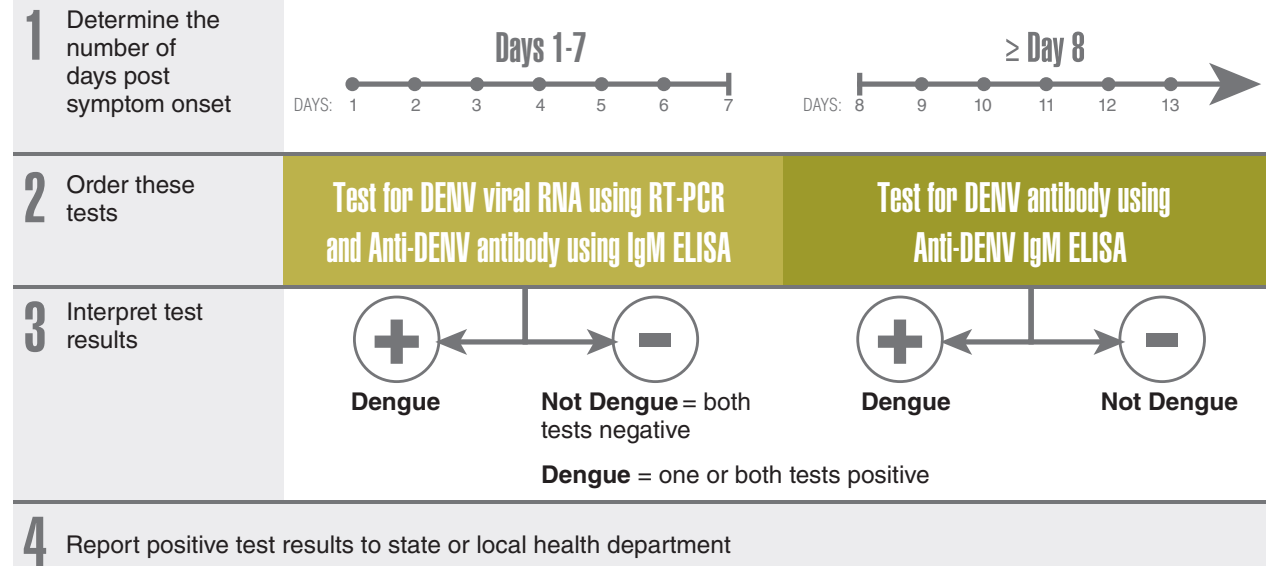 1
Determine the
number of
days post
symptom onset
Days 1-7
DAYS: 1 2 3 4 5 6 7
≥ Day 8
DAYS: 8 9 10 11 12 13
2
Order these
tests
Test for DENV viral RNA using RT-PCR
and Anti-DENV antibody using IgM ELISA
Test for DENV antibody using
Anti-DENV IgM ELISA
3
Interpret test
results
+
Dengue
-
Not Dengue = both
tests negative
Dengue = one or both tests positive
+
Dengue
-
Not Dengue
4
Report positive test results to state or local health department